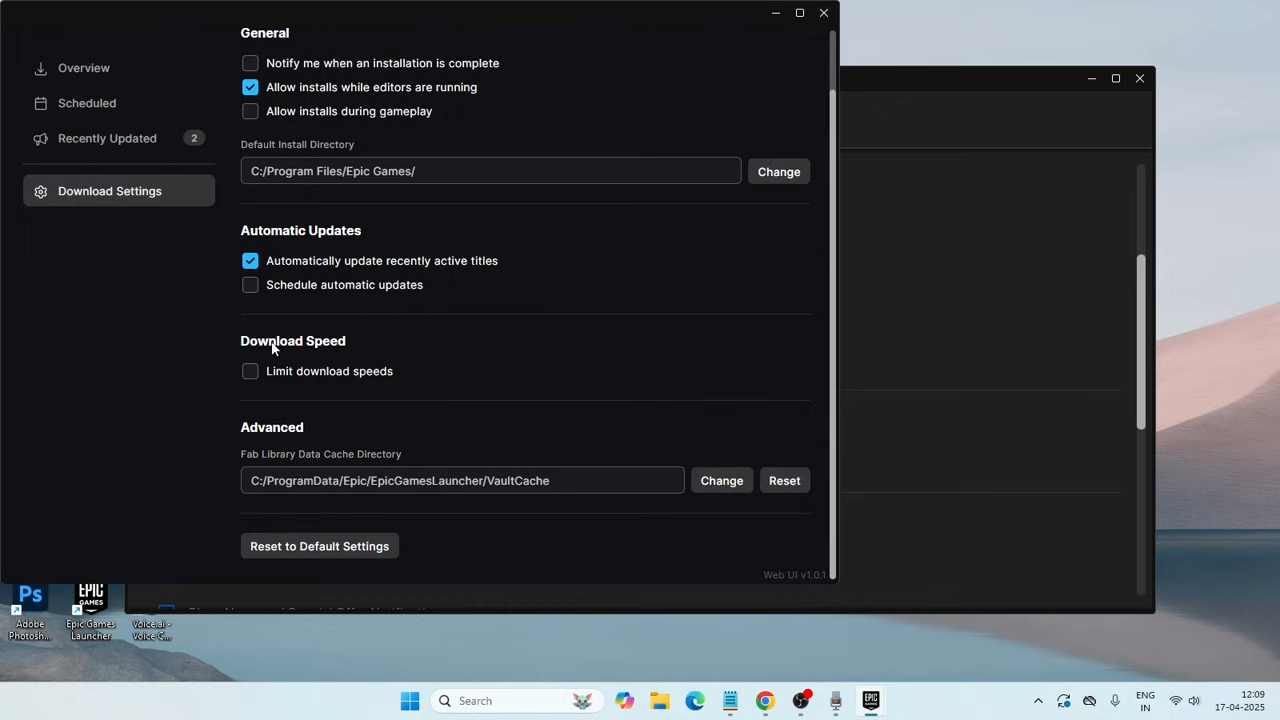 General
Overview
Notify me when an installation is complete
Allow installs while editors are running
Scheduled
Allow installs during gameplay
Recently Updated 2
Default Install Directory
C:/Program Files/Epic Games/ Change
Download Settings
Automatic Updates
Automatically update recently active titles
Schedule automatic updates
Download Speed
Limit download speeds
Advanced
Fab Library Data Cache Directory
C:/ProgramData/Epic/EpicGamesLauncher/VaultCache Change Reset
Reset to Default Settings
Web UI v1.0.1
Ps
EPIC
GAMES
Adobe
Photosh...
Epic Games
Launcher
Voice.ai -
Voice C...
Search
EPIC
ENG
IN
12:09
17-04-2025